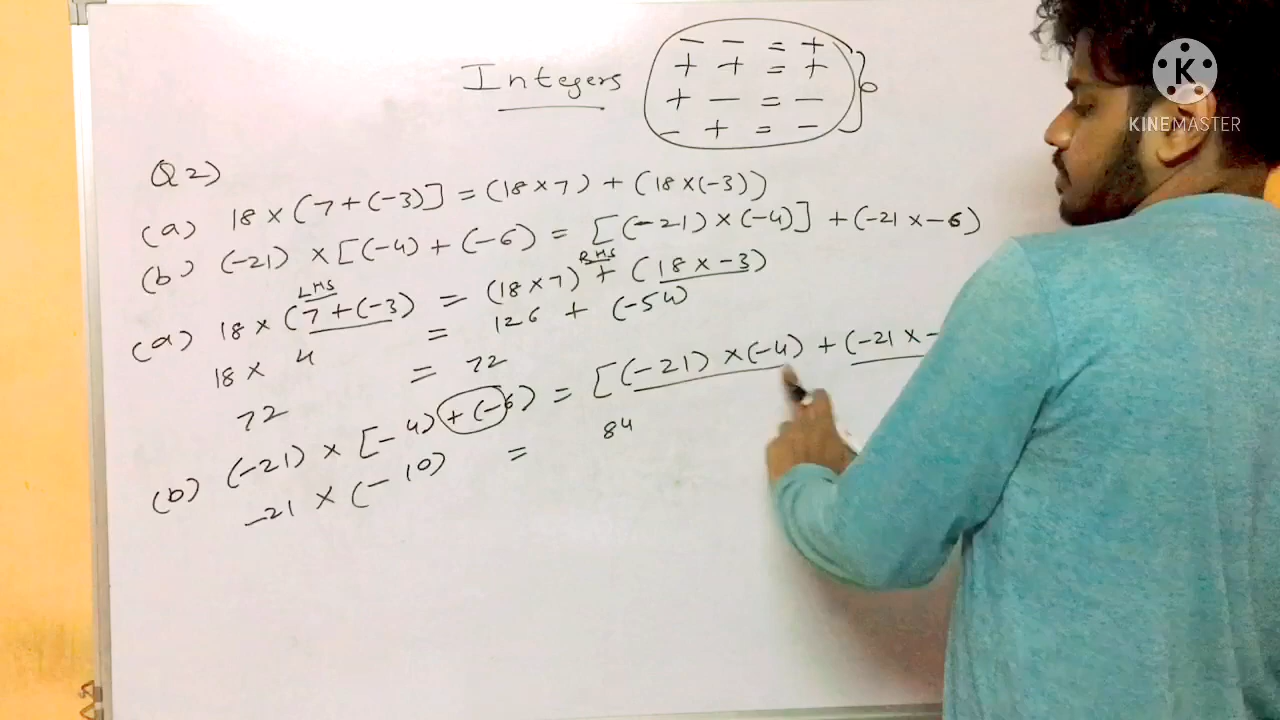 Integers
- - = +
+ + = +
+ - = -
- + = -
K
KINEMASTER
Q2)
(a) 18 × (7+(-3)] = (18×7) + (18×(-3))
(b) (-21) × [(-4) + (-6) = [(-21) × (-4)] + (-21 × -6)
LHS RHS
(a) 18 × (7+(-3) = (18×7) + (18 × -3)
18 × 4 = 126 + (-54)
72 = 72
(b) (-21) × [-4) + (-6) = [(-21) × (-4) + (-21 × -
-21 × (-10) = 84